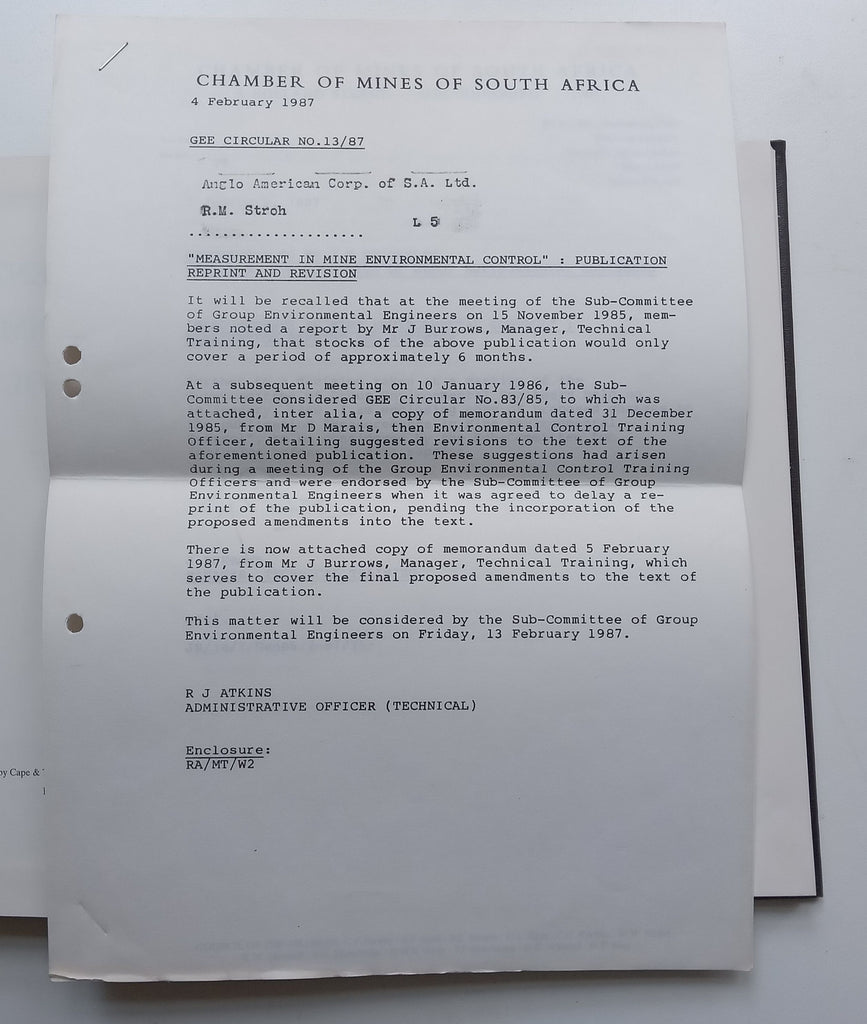 CHAMBER OF MINES OF SOUTH AFRICA
4 February 1987
GEE CIRCULAR NO.13/87
Anglo American Corp. of S.A. Ltd.
R.M. Stroh
L 5
....................
"MEASUREMENT IN MINE ENVIRONMENTAL CONTROL" : PUBLICATION
REPRINT AND REVISION
It will be recalled that at the meeting of the Sub-Committee
of Group Environmental Engineers on 15 November 1985, mem-
bers noted a report by Mr J Burrows, Manager, Technical
Training, that stocks of the above publication would only
cover a period of approximately 6 months.
At a subsequent meeting on 10 January 1986, the Sub-
Committee considered GEE Circular No.83/85, to which was
attached, inter alia, a copy of memorandum dated 31 December
1985, from Mr D Marais, then Environmental Control Training
Officer, detailing suggested revisions to the text of the
aforementioned publication. These suggestions had arisen
during a meeting of the Group Environmental Control Training
Officers and were endorsed by the Sub-Committee of Group
Environmental Engineers when it was agreed to delay a re-
print of the publication, pending the incorporation of the
proposed amendments into the text.
There is now attached copy of memorandum dated 5 February
1987, from Mr J Burrows, Manager, Technical Training, which
serves to cover the final proposed amendments to the text of
the publication.
This matter will be considered by the Sub-Committee of Group
Environmental Engineers on Friday, 13 February 1987.
R J ATKINS
ADMINISTRATIVE OFFICER (TECHNICAL)
Enclosure:
RA/MT/W2
by Cape &